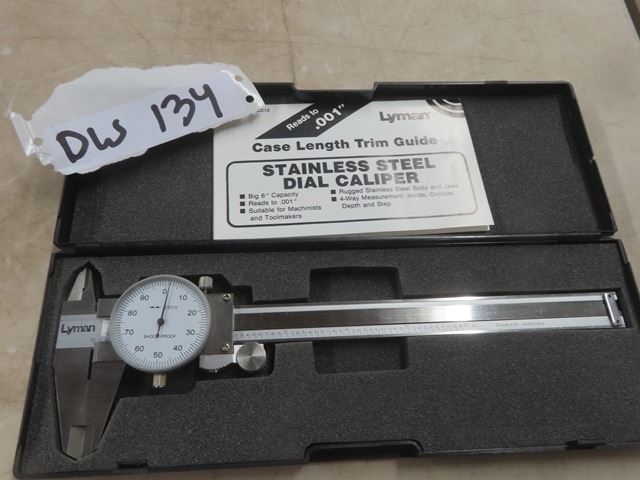 DW 134
Reads to .001"
Lyman
Case Length Trim Guide
STAINLESS STEEL
DIAL CALIPER
■ Big 6" Capacity
■ Reads to .001"
■ Suitable for Machinists
and Toolmakers
■ Rugged Stainless Steel Body and Jaws
■ 4-Way Measurement: Inside, Outside,
Depth and Step
Lyman
0
90 10
80 20
70 30
60 40
50
.001in
SHOCKPROOF
STAINLESS HARDENED